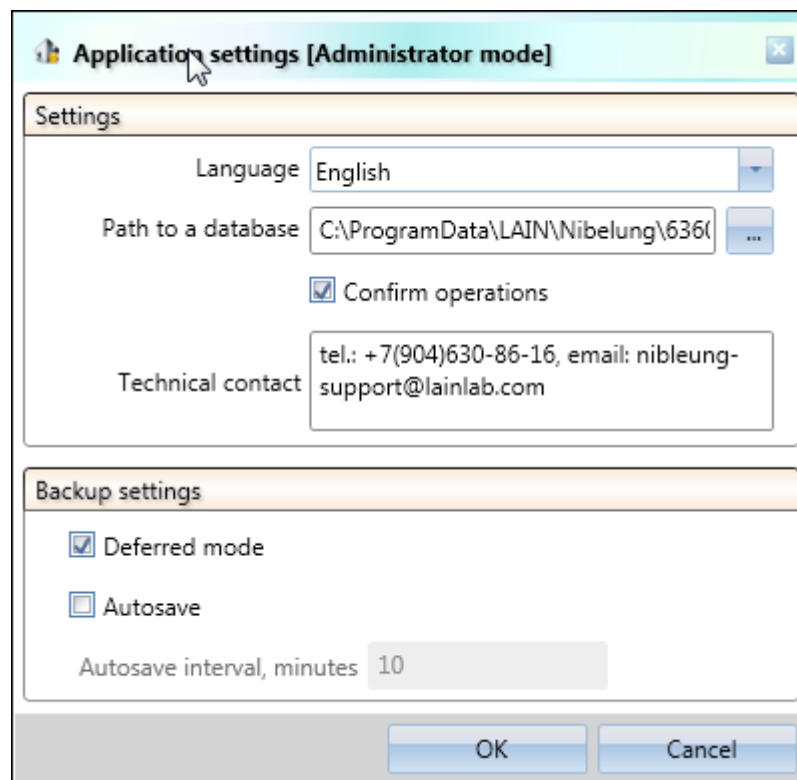 Application settings [Administrator mode]
Settings
Language English
Path to a database C:\ProgramData\LAIN\Nibelung\636( ...
Confirm operations
Technical contact tel.: +7(904)630-86-16, email: nibleung-
support@lainlab.com
Backup settings
Deferred mode
Autosave
Autosave interval, minutes 10
OK Cancel